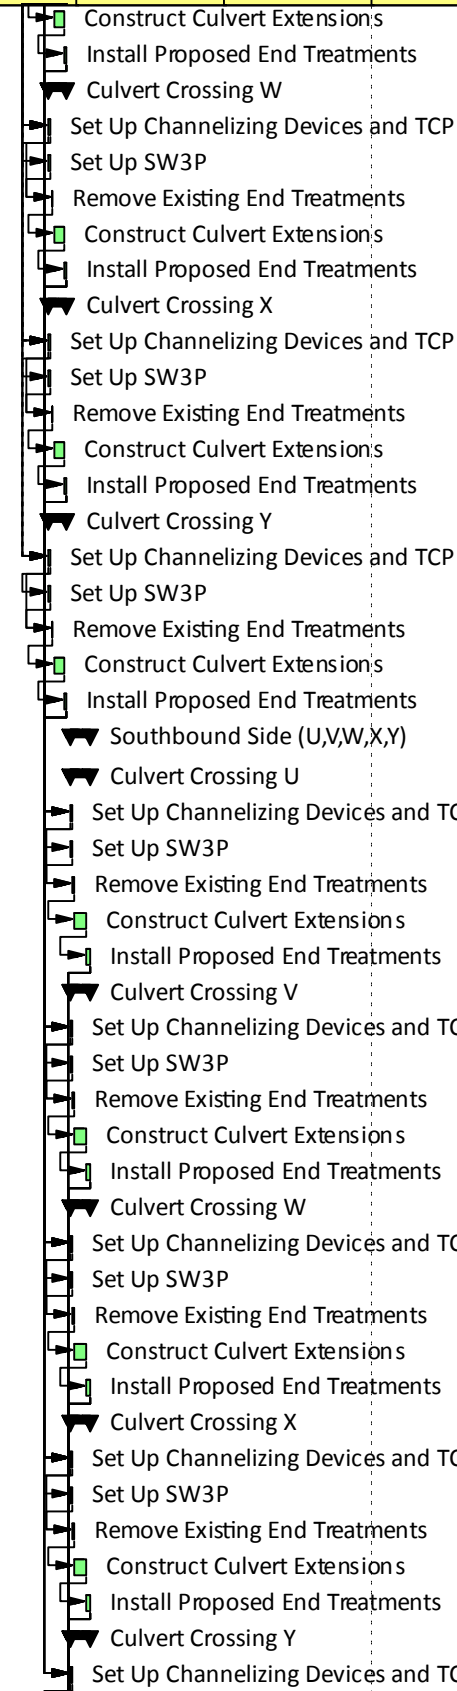 Construct Culvert Extensions
Install Proposed End Treatments
Culvert Crossing W
Set Up Channelizing Devices and TCP
Set Up SW3P
Remove Existing End Treatments
Construct Culvert Extensions
Install Proposed End Treatments
Culvert Crossing X
Set Up Channelizing Devices and TCP
Set Up SW3P
Remove Existing End Treatments
Construct Culvert Extensions
Install Proposed End Treatments
Culvert Crossing Y
Set Up Channelizing Devices and TCP
Set Up SW3P
Remove Existing End Treatments
Construct Culvert Extensions
Install Proposed End Treatments
Southbound Side (U,V,W,X,Y)
Culvert Crossing U
Set Up Channelizing Devices and TC
Set Up SW3P
Remove Existing End Treatments
Construct Culvert Extensions
Install Proposed End Treatments
Culvert Crossing V
Set Up Channelizing Devices and TC
Set Up SW3P
Remove Existing End Treatments
Construct Culvert Extensions
Install Proposed End Treatments
Culvert Crossing W
Set Up Channelizing Devices and TC
Set Up SW3P
Remove Existing End Treatments
Construct Culvert Extensions
Install Proposed End Treatments
Culvert Crossing X
Set Up Channelizing Devices and TC
Set Up SW3P
Remove Existing End Treatments
Construct Culvert Extensions
Install Proposed End Treatments
Culvert Crossing Y
Set Up Channelizing Devices and TC